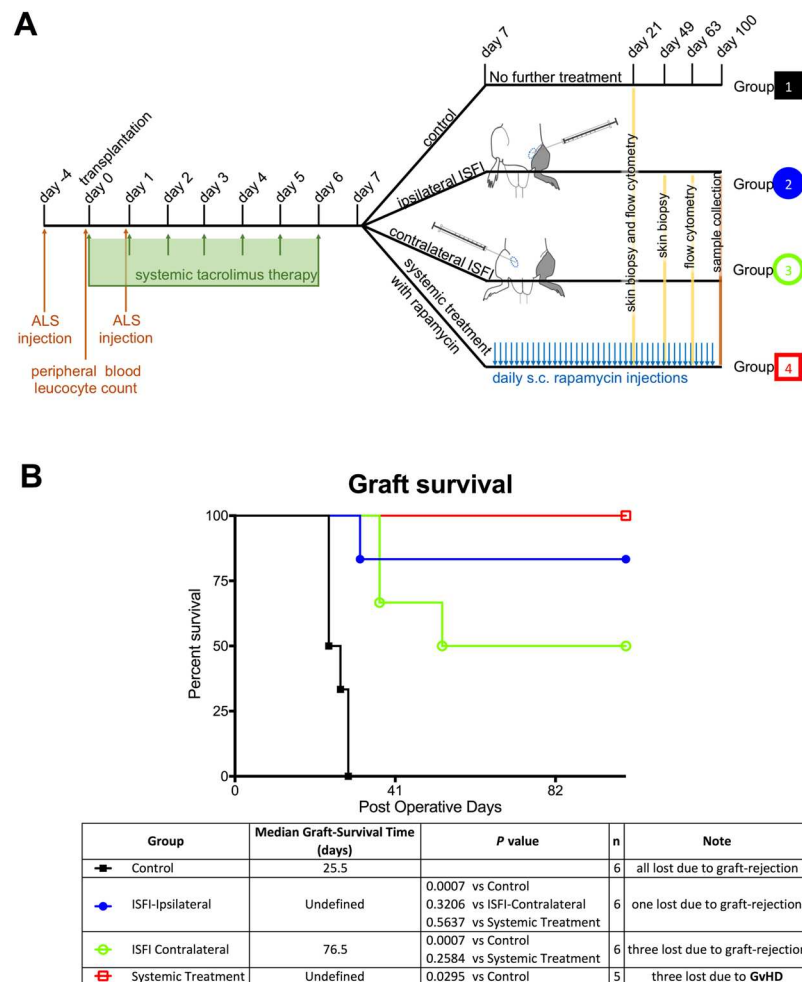 A
day 7
day 21
day 49
day 63
day 100
No further treatment
Group 1
control
transplantation
day -4
day 0
day 1
day 2
day 3
day 4
day 5
day 6
day 7
ipsilateral ISFI
Group 2
contralateral ISFI
Group 3
systemic treatment
with rapamycin
skin biopsy and flow cytometry
skin biopsy
flow cytometry
sample collection
systemic tacrolimus therapy
ALS
injection
ALS
injection
peripheral blood
leucocyte count
daily s.c. rapamycin injections
Group 4
B
Graft survival
Percent survival
100
75
50
25
0
0 41 82
Post Operative Days
Group Median Graft-Survival Time (days) P value n Note
Control 25.5 6 all lost due to graft-rejection
ISFI-Ipsilateral Undefined 0.0007 vs Control 6 one lost due to graft-rejection
0.3206 vs ISFI-Contralateral
0.5637 vs Systemic Treatment
ISFI Contralateral 76.5 0.0007 vs Control 6 three lost due to graft-rejection
0.2584 vs Systemic Treatment
Systemic Treatment Undefined 0.0295 vs Control 5 three lost due to GvHD